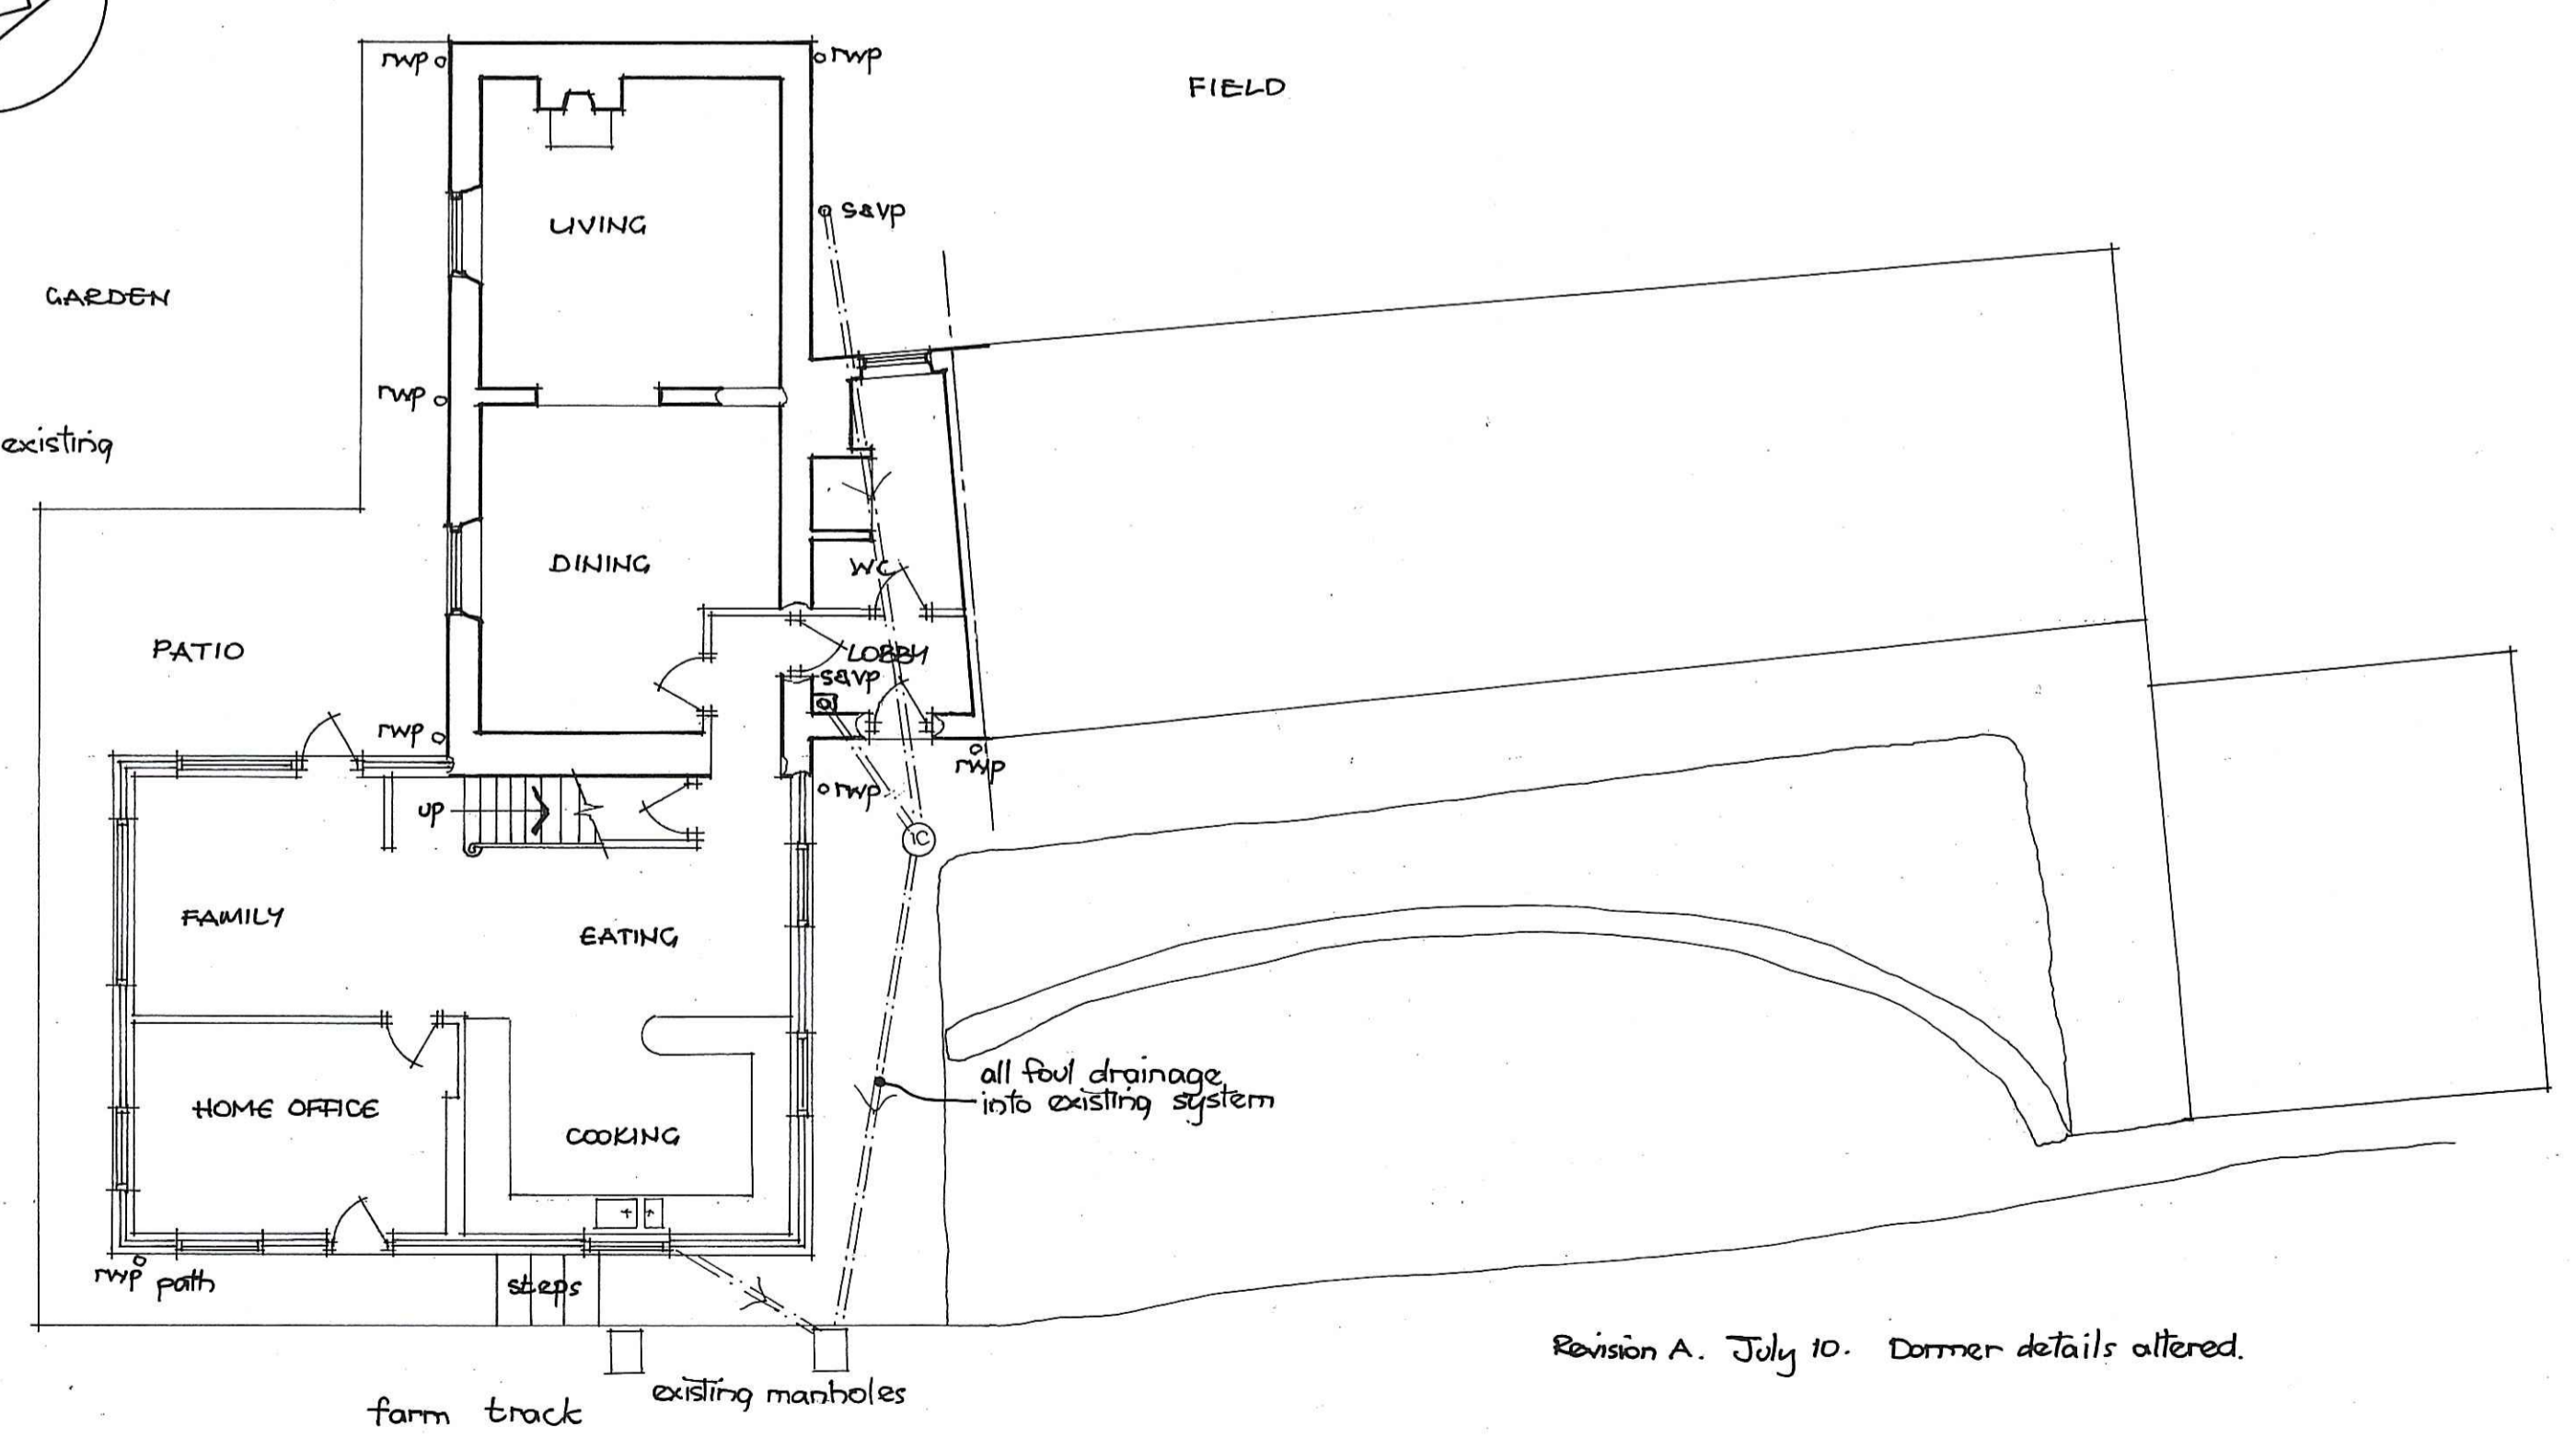 rwp
rwp
FIELD
s&vp
LIVING
GARDEN
rwp
existing
DINING
WC
PATIO
LOBBY
s&vp
rwp
rwp
rwp
up
IC
FAMILY
EATING
all foul drainage
into existing system
HOME OFFICE
COOKING
rwp
path
steps
Revision A. July 10. Dormer details altered.
existing manholes
farm track